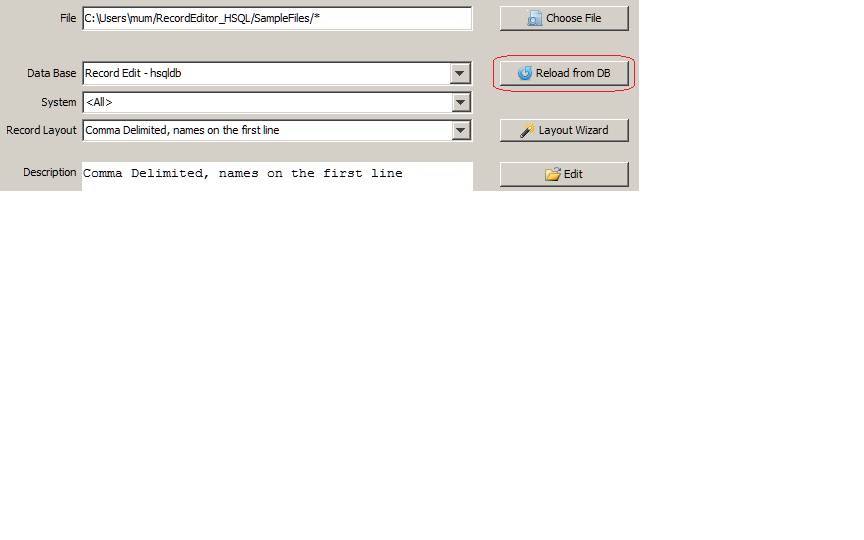 File C:\Users\mum/RecordEditor_HSQL/SampleFiles/* Choose File
Data Base Record Edit - hsqldb Reload from DB
System <All>
Record Layout Comma Delimited, names on the first line Layout Wizard
Description Comma Delimited, names on the first line Edit